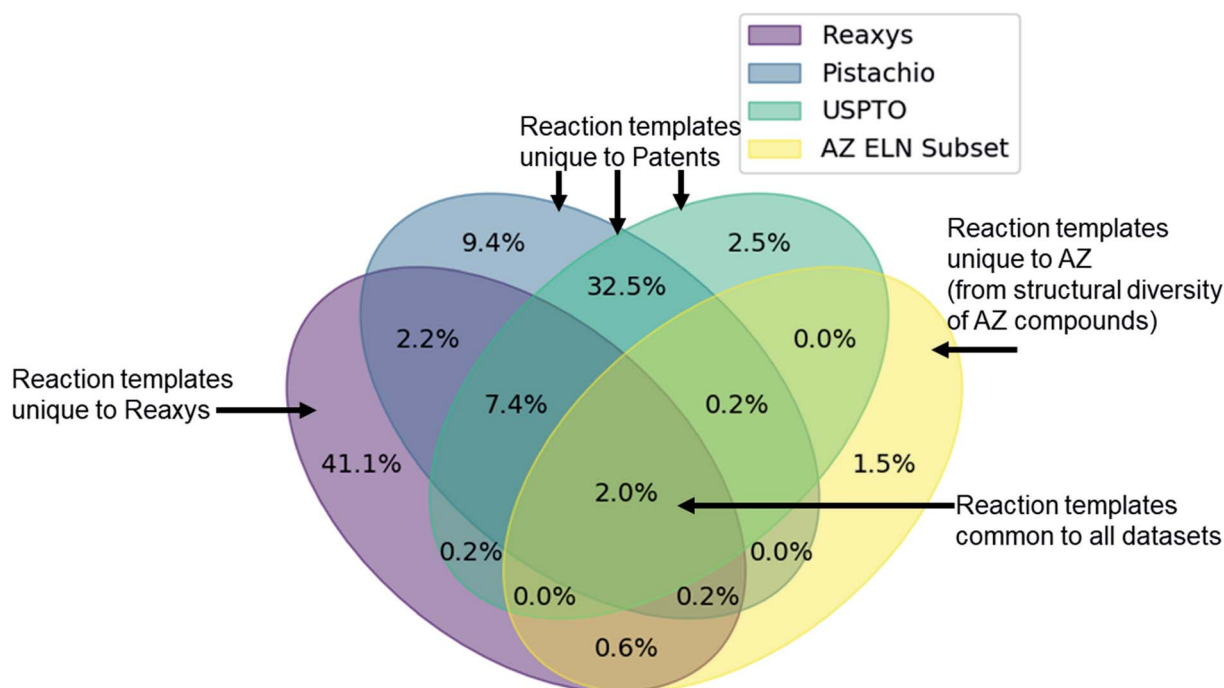 Reaxys
Pistachio
USPTO
AZ ELN Subset
Reaction templates
unique to Patents
9.4%
2.5%
Reaction templates
unique to AZ
(from structural diversity
of AZ compounds)
32.5%
2.2%
0.0%
Reaction templates
unique to Reaxys
7.4%
0.2%
41.1%
1.5%
2.0%
Reaction templates
common to all datasets
0.2%
0.0%
0.0%
0.2%
0.6%